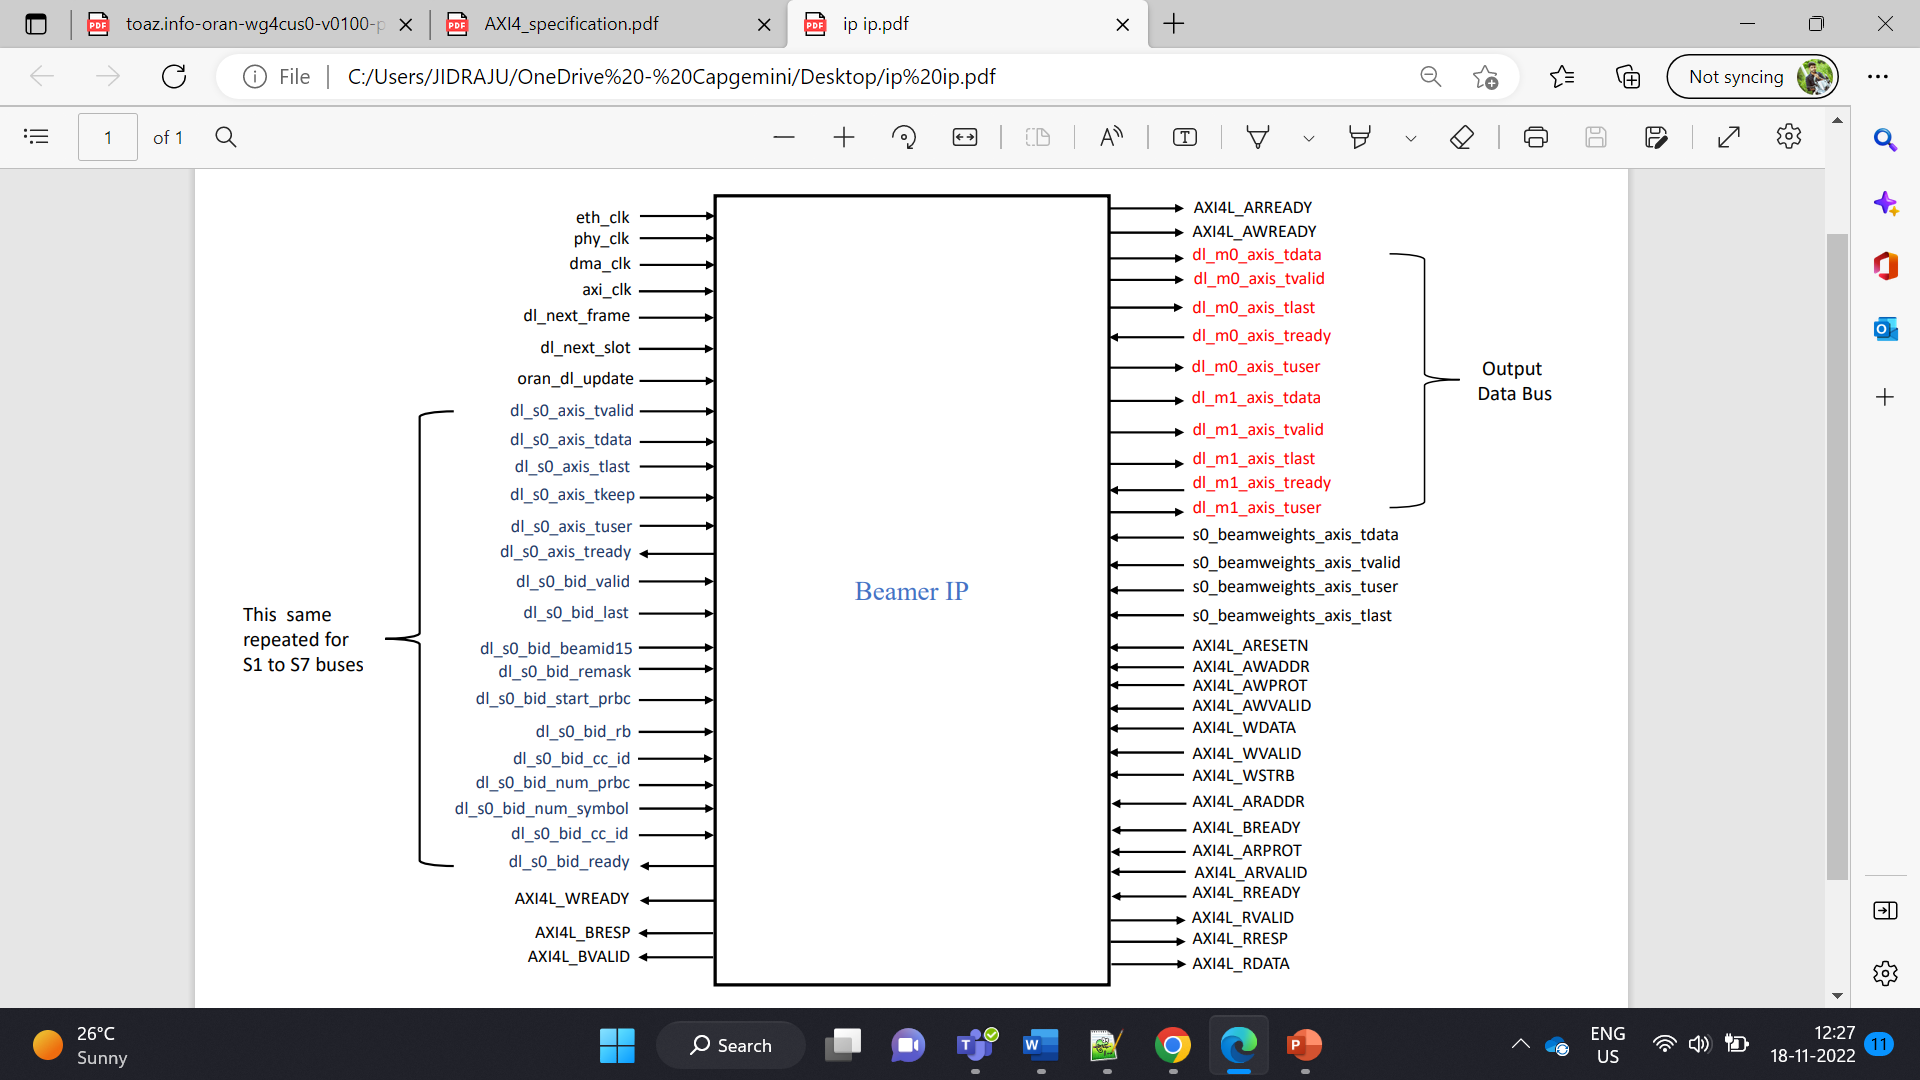 toaz.info-oran-wg4cus0-v0100-p
AXI4_specification.pdf
ip ip.pdf
File
C:/Users/JIDRAJU/OneDrive%20-%20Capgemini/Desktop/ip%20ip.pdf
Not syncing
1
of 1
eth_clk
phy_clk
dma_clk
axi_clk
dl_next_frame
dl_next_slot
oran_dl_update
dl_s0_axis_tvalid
dl_s0_axis_tdata
dl_s0_axis_tlast
dl_s0_axis_tkeep
dl_s0_axis_tuser
dl_s0_axis_tready
dl_s0_bid_valid
dl_s0_bid_last
dl_s0_bid_beamid15
dl_s0_bid_remask
dl_s0_bid_start_prbc
dl_s0_bid_rb
dl_s0_bid_cc_id
dl_s0_bid_num_prbc
dl_s0_bid_num_symbol
dl_s0_bid_cc_id
dl_s0_bid_ready
AXI4L_WREADY
AXI4L_BRESP
AXI4L_BVALID
This same
repeated for
S1 to S7 buses
Beamer IP
AXI4L_ARREADY
AXI4L_AWREADY
dl_m0_axis_tdata
dl_m0_axis_tvalid
dl_m0_axis_tlast
dl_m0_axis_tready
dl_m0_axis_tuser
dl_m1_axis_tdata
dl_m1_axis_tvalid
dl_m1_axis_tlast
dl_m1_axis_tready
dl_m1_axis_tuser
s0_beamweights_axis_tdata
s0_beamweights_axis_tvalid
s0_beamweights_axis_tuser
s0_beamweights_axis_tlast
AXI4L_ARESETN
AXI4L_AWADDR
AXI4L_AWPROT
AXI4L_AWVALID
AXI4L_WDATA
AXI4L_WVALID
AXI4L_WSTRB
AXI4L_ARADDR
AXI4L_BREADY
AXI4L_ARPROT
AXI4L_ARVALID
AXI4L_RREADY
AXI4L_RVALID
AXI4L_RRESP
AXI4L_RDATA
Output
Data Bus
26°C
Sunny
Search
ENG
US
12:27
18-11-2022
11